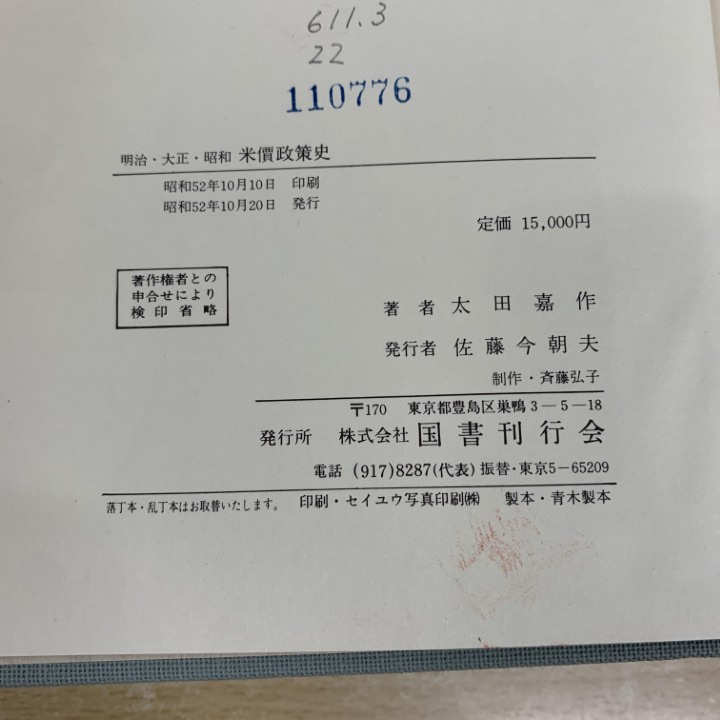 611.3
22
110776
明治・大正・昭和 米價政策史
昭和52年10月10日 印刷
昭和52年10月20日 発行
定価 15,000円
著作権者との
申合せにより
検印省略
著者 太田嘉作
発行者 佐藤今朝夫
制作・斉藤弘子
〒170 東京都豊島区巣鴨3-5-18
発行所 株式会社 国書刊行会
電話 (917)8287(代表) 振替・東京5-65209
落丁本・乱丁本はお取替いたします。 印刷・セイユウ写真印刷㈱ 製本・青木製本